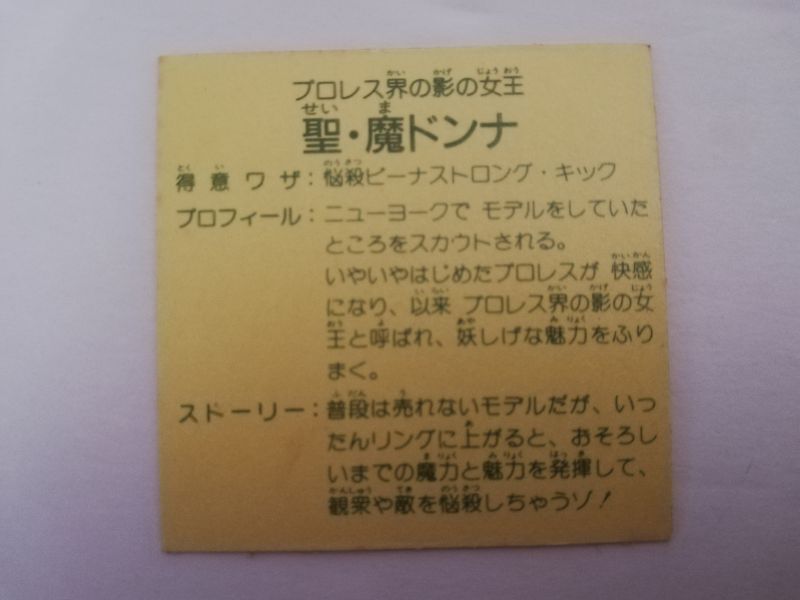 プロレス界の影の女王
聖・魔ドンナ
得意ワザ：悩殺ビーナストロング・キック
プロフィール：ニューヨークで モデルをしていた
ところをスカウトされる。
いやいやはじめたプロレスが 快感
になり、以来 プロレス界の影の女
王と呼ばれ、妖しげな魅力をふり
まく。
ストーリー：普段は売れないモデルだが、いっ
たんリングに上がると、おそろし
いまでの魔力と魅力を発揮して、
観衆や敵を悩殺しちゃうゾ！